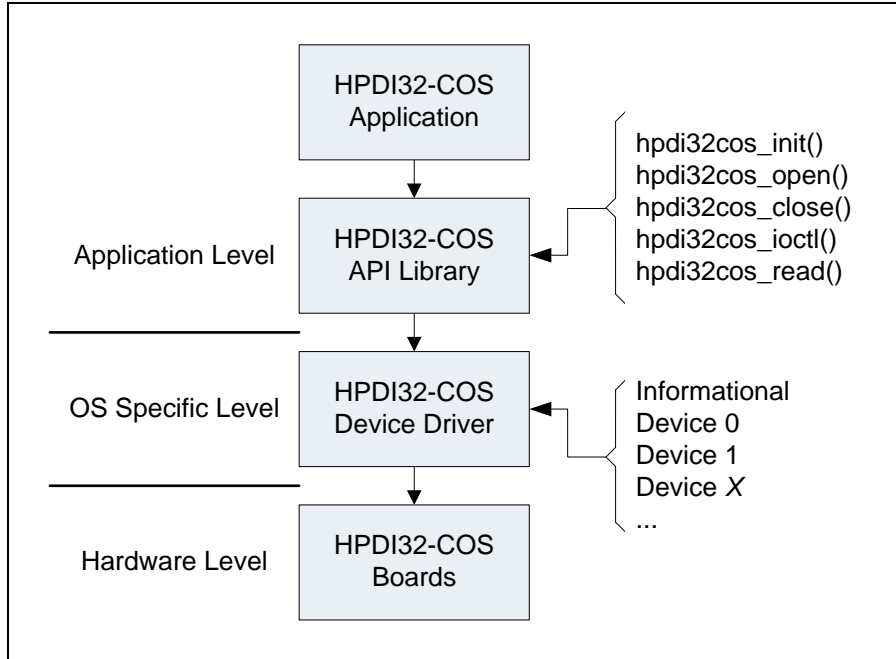 HPDI32-COS
Application
HPDI32-COS
API Library
hpdi32cos_init()
hpdi32cos_open()
hpdi32cos_close()
hpdi32cos_ioctl()
hpdi32cos_read()
Application Level
OS Specific Level
HPDI32-COS
Device Driver
Informational
Device 0
Device 1
Device X
...
Hardware Level
HPDI32-COS
Boards